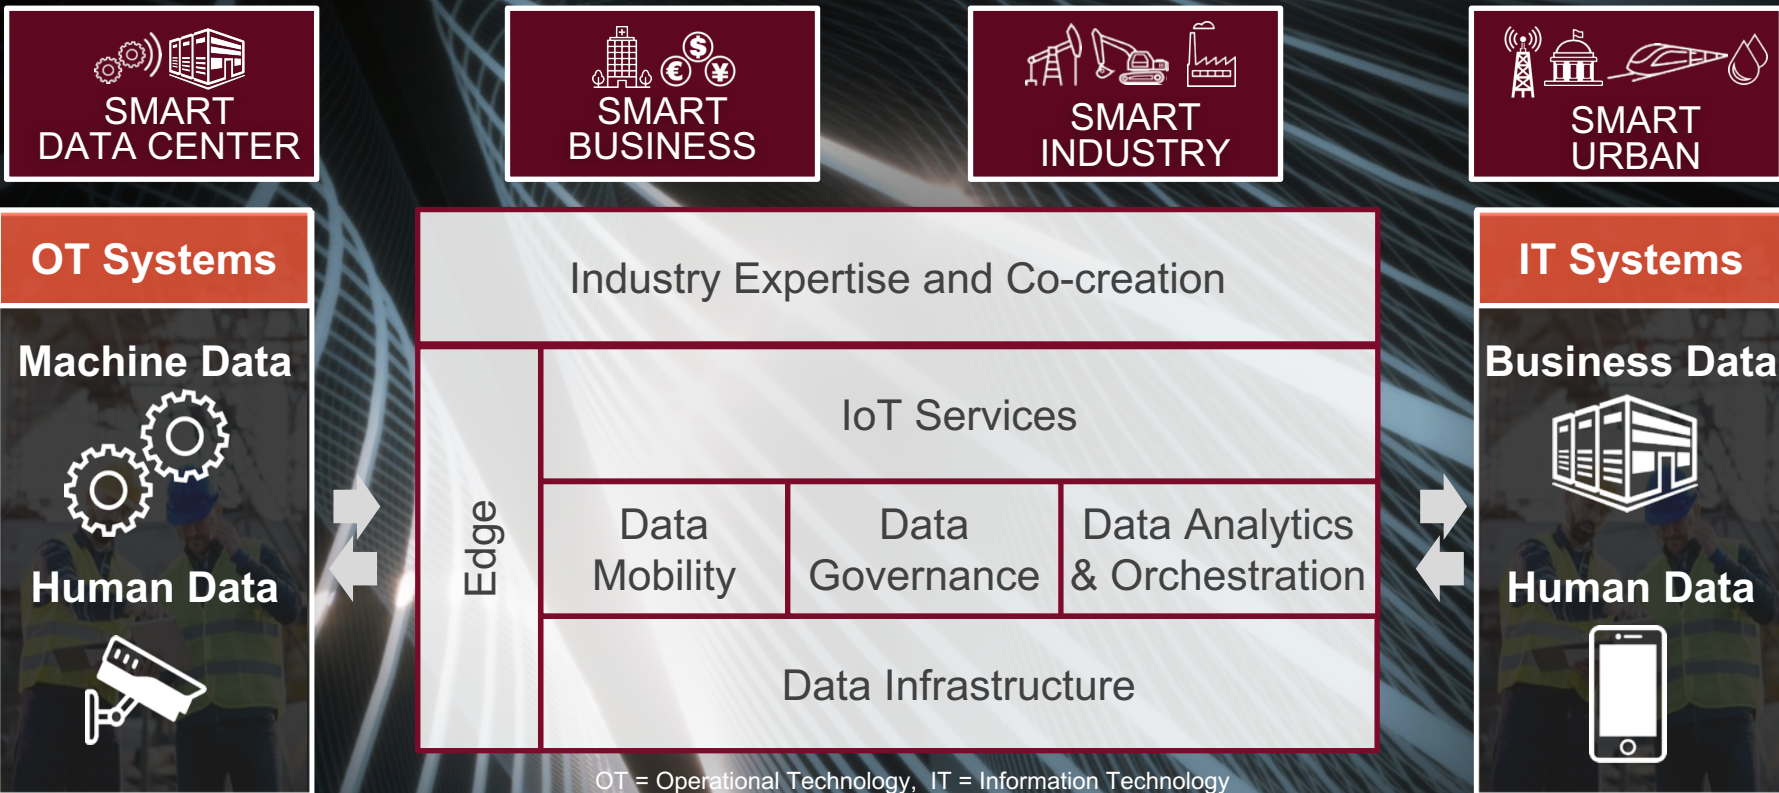 SMART
DATA CENTER
SMART
BUSINESS
SMART
INDUSTRY
SMART
URBAN
OT Systems
Machine Data
Human Data
Industry Expertise and Co-creation
Edge
IoT Services
Data
Mobility
Data
Governance
Data Analytics
& Orchestration
Data Infrastructure
IT Systems
Business Data
Human Data
OT = Operational Technology, IT = Information Technology